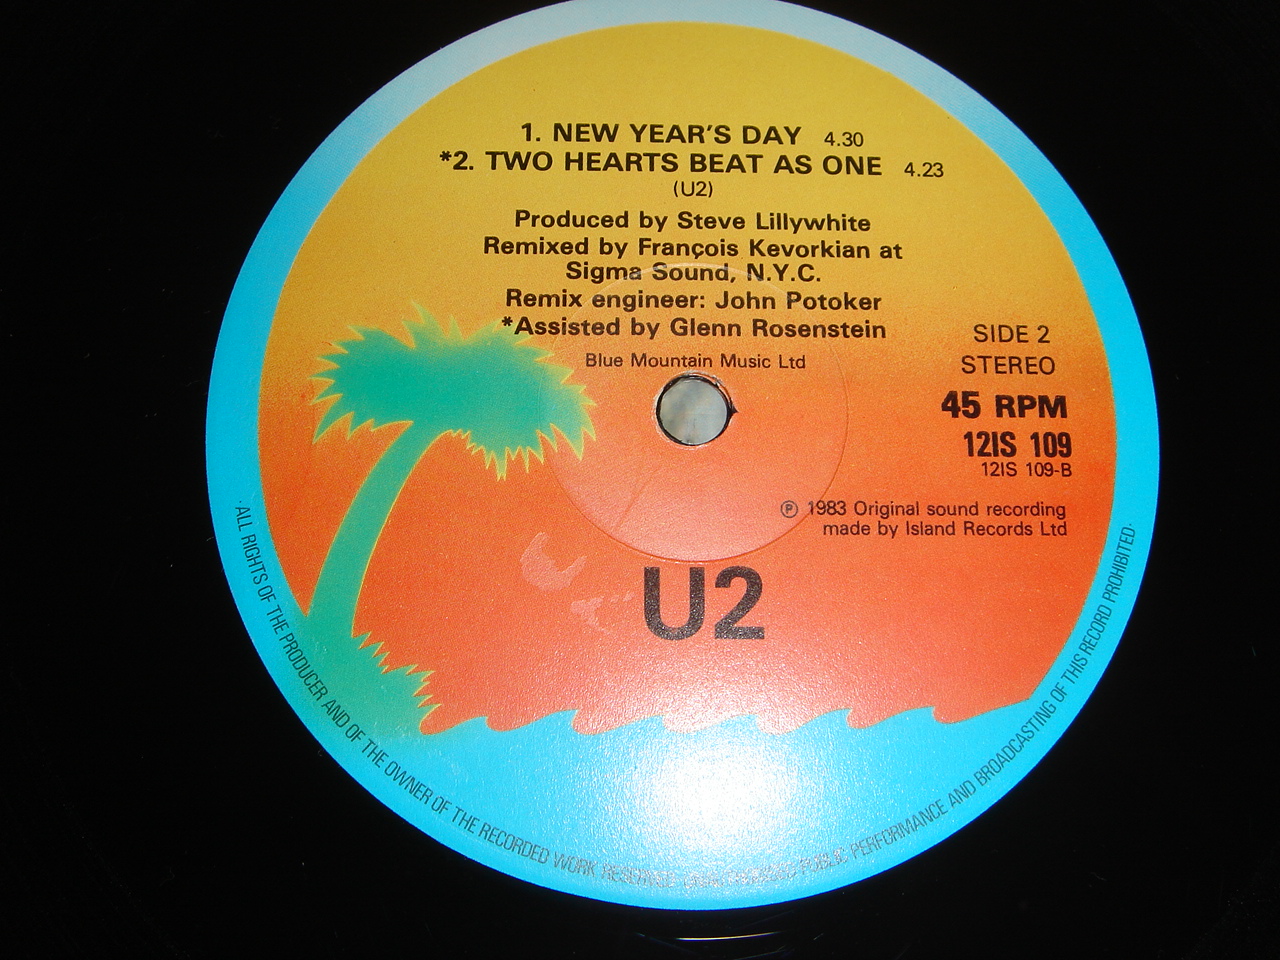 1. NEW YEAR'S DAY 4.30
*2. TWO HEARTS BEAT AS ONE 4.23
(U2)
Produced by Steve Lillywhite
Remixed by François Kevorkian at
Sigma Sound, N.Y.C.
Remix engineer: John Potoker
*Assisted by Glenn Rosenstein
Blue Mountain Music Ltd
SIDE 2
STEREO
45 RPM
12IS 109
12IS 109-B
℗ 1983 Original sound recording
made by Island Records Ltd
U2
·ALL RIGHTS OF THE PRODUCER AND OF THE OWNER OF THE RECORDED WORK RESERVED PUBLIC PERFORMANCE AND BROADCASTING OF THIS RECORD PROHIBITED·